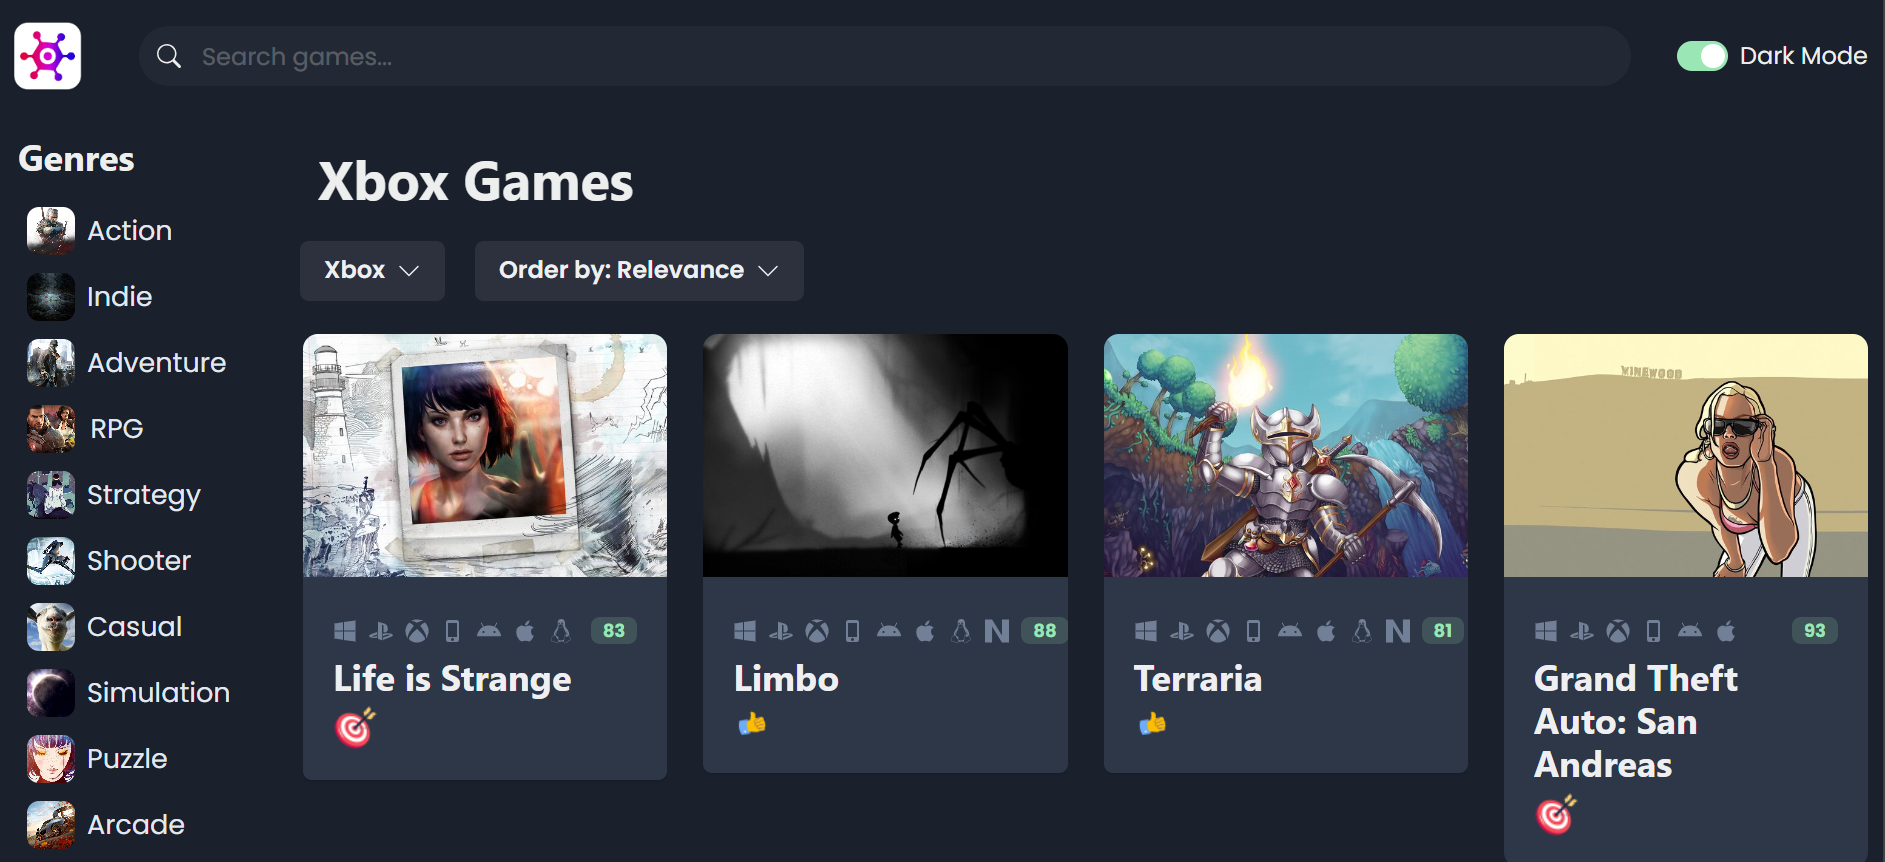 Search games...
Dark Mode
Genres
Action
Indie
Adventure
RPG
Strategy
Shooter
Casual
Simulation
Puzzle
Arcade
Xbox Games
Xbox
Order by: Relevance
83
Life is Strange
88
Limbo
81
Terraria
VINEWOOD
93
Grand Theft
Auto: San
Andreas